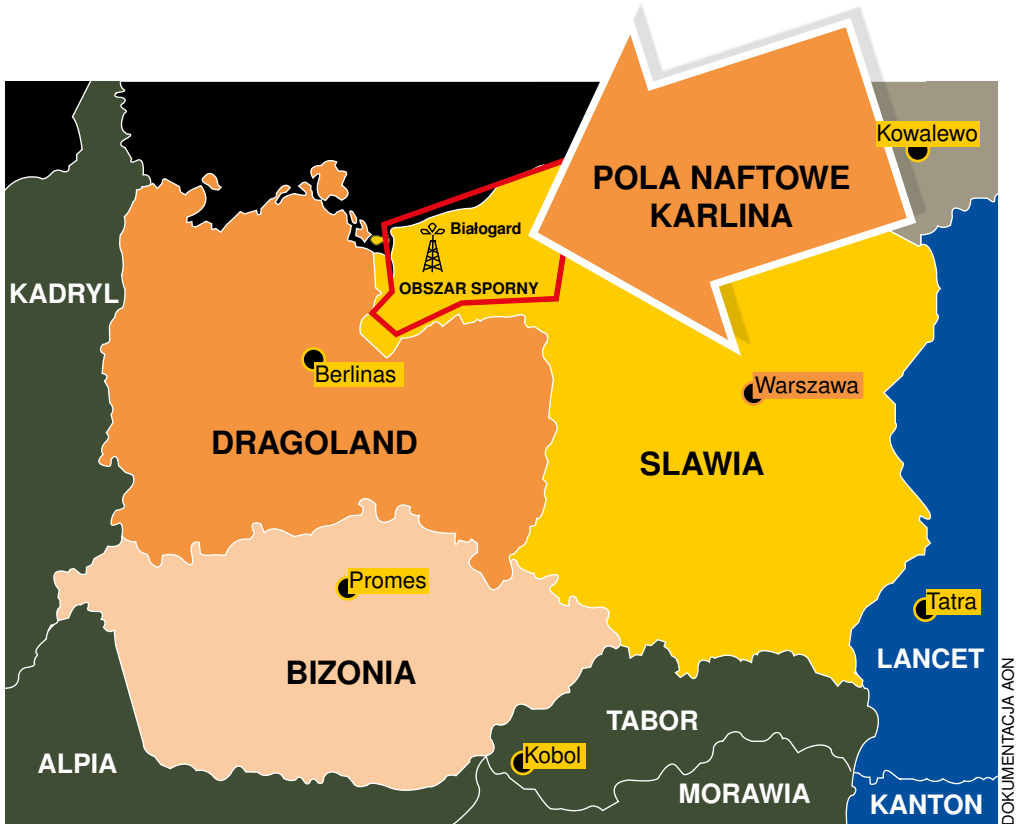 Kowalewo
POLA NAFTOWE
KARLINA
Białogard
OBSZAR SPORNY
KADRYL
Berlinas
Warszawa
DRAGOLAND
SLAWIA
Promes
Tatra
BIZONIA
LANCET
TABOR
Kobol
ALPIA
MORAWIA
KANTON
DOKUMENTACJA AON